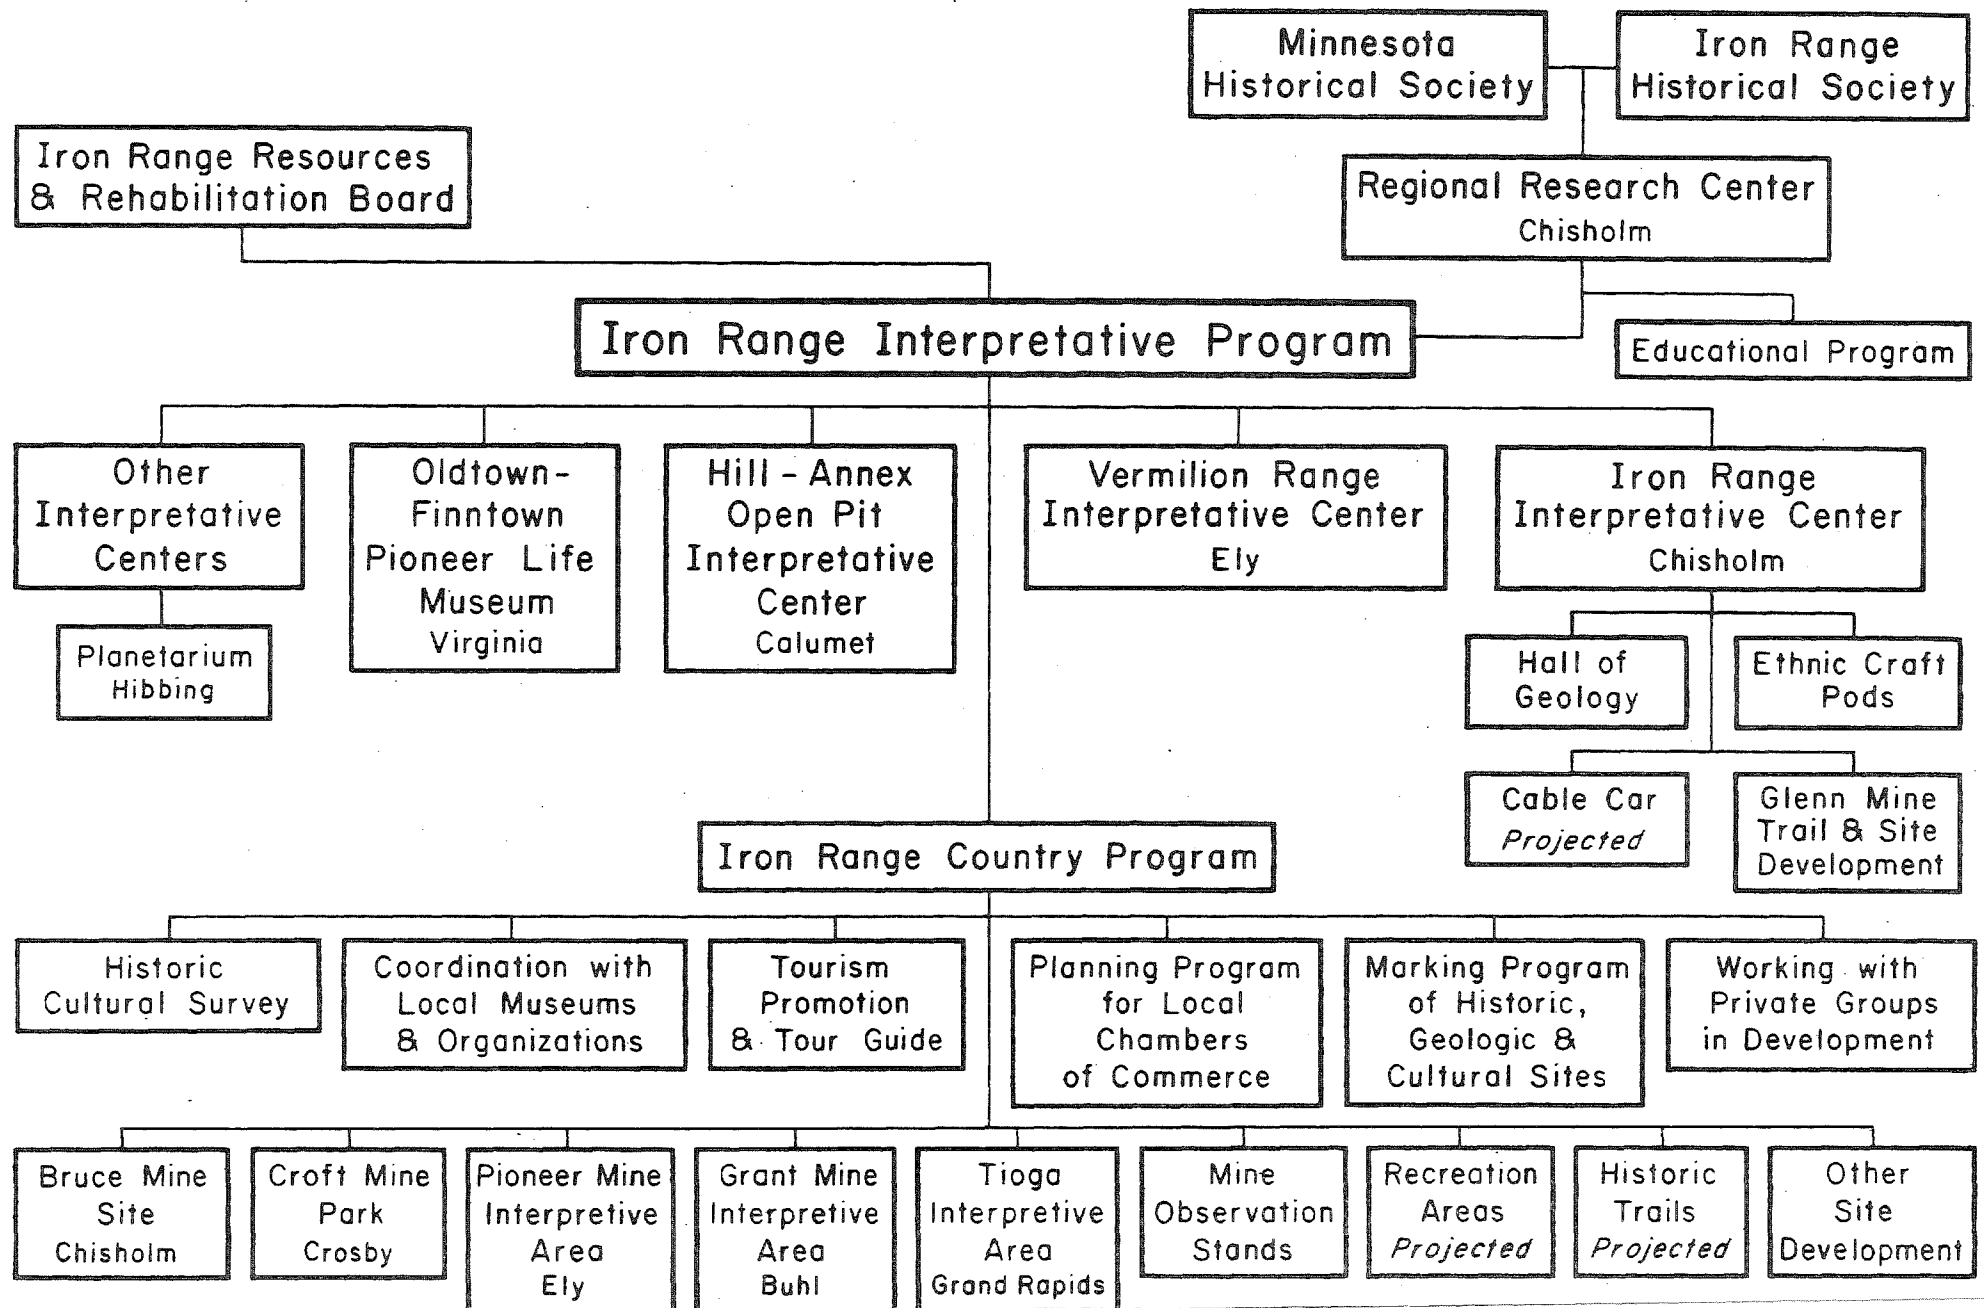 Minnesota
Historical Society
Iron Range
Historical Society
Iron Range Resources
& Rehabilitation Board
Regional Research Center
Chisholm
Iron Range Interpretative Program
Educational Program
Other
Interpretative
Centers
Planetarium
Hibbing
Oldtown-
Finntown
Pioneer Life
Museum
Virginia
Hill - Annex
Open Pit
Interpretative
Center
Calumet
Vermilion Range
Interpretative Center
Ely
Iron Range
Interpretative Center
Chisholm
Hall of
Geology
Ethnic Craft
Pods
Cable Car
Projected
Glenn Mine
Trail & Site
Development
Iron Range Country Program
Historic
Cultural Survey
Coordination with
Local Museums
& Organizations
Tourism
Promotion
& Tour Guide
Planning Program
for Local
Chambers
of Commerce
Marking Program
of Historic,
Geologic &
Cultural Sites
Working with
Private Groups
in Development
Bruce Mine
Site
Chisholm
Croft Mine
Park
Crosby
Pioneer Mine
Interpretive
Area
Ely
Grant Mine
Interpretive
Area
Buhl
Tioga
Interpretive
Area
Grand Rapids
Mine
Observation
Stands
Recreation
Areas
Projected
Historic
Trails
Projected
Other
Site
Development